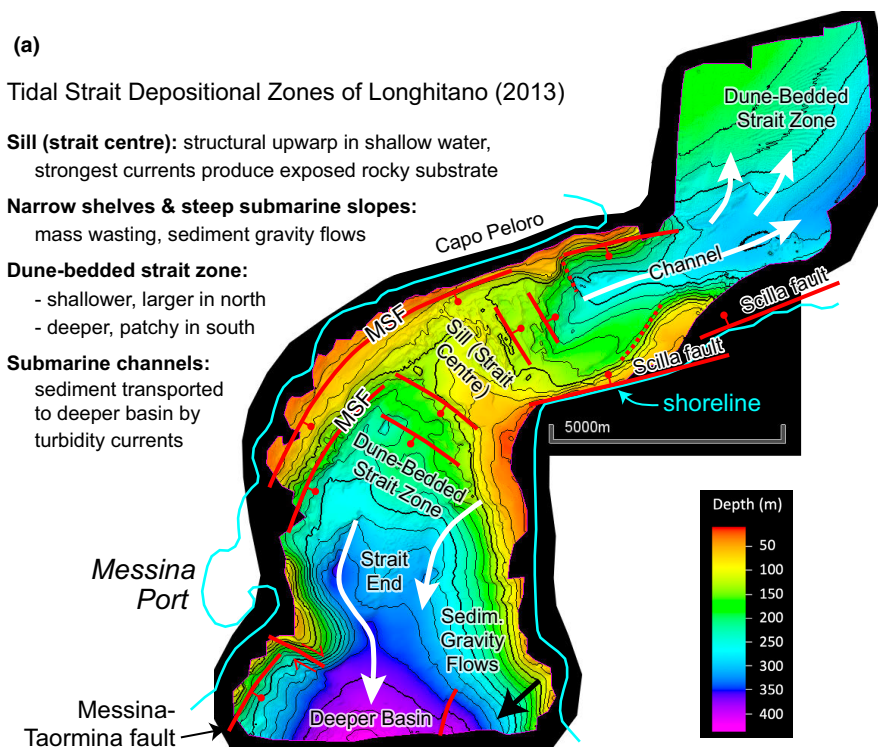 (a)
Tidal Strait Depositional Zones of Longhitano (2013)
Sill (strait centre): structural upwarp in shallow water,
strongest currents produce exposed rocky substrate
Narrow shelves & steep submarine slopes:
mass wasting, sediment gravity flows
Dune-bedded strait zone:
- shallower, larger in north
- deeper, patchy in south
Submarine channels:
sediment transported
to deeper basin by
turbidity currents
Dune-Bedded
Strait Zone
Capo Peloro
Channel
Scilla fault
MSF
Sill (Strait
Centre)
Scilla fault
shoreline
MSF
5000m
Dune-Bedded
Strait Zone
Depth (m)
50
100
150
200
250
300
350
400
Messina
Port
Strait
End
Sedim.
Gravity
Flows
Deeper Basin
Messina-
Taormina fault